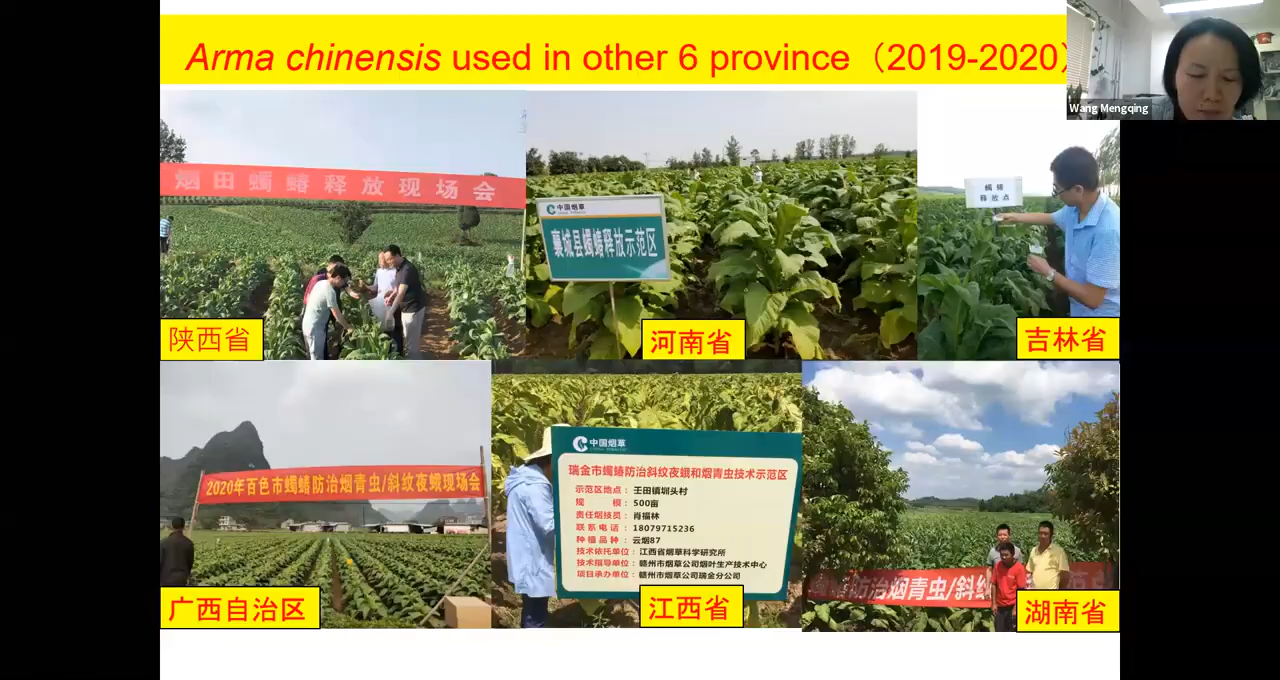 Arma chinensis used in other 6 province（2019-2020）
Wang Mengqing
烟田蠋蝽释放现场会
陕西省
中国烟草
襄城县蠋蝽释放示范区
河南省
蠋蝽
释放点
吉林省
2020年百色市蠋蝽防治烟青虫/斜纹夜蛾现场会
广西自治区
中国烟草
瑞金市蠋蝽防治斜纹夜蛾和烟青虫技术示范区
示范区地点：壬田镇圳头村
规模：500亩
责任烟技员：肖福林
联系电话：18079715236
种植品种：云烟87
技术依托单位：江西省烟草科学研究所
技术指导单位：赣州市烟草公司烟叶生产技术中心
项目承办单位：赣州市烟草公司瑞金分公司
江西省
防治烟青虫/斜纹
湖南省